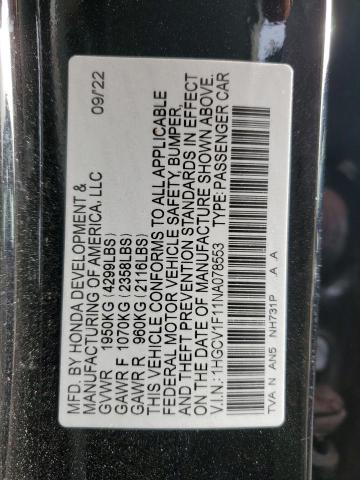 MFD. BY HONDA DEVELOPMENT & 09/22
MANUFACTURING OF AMERICA, LLC
GVWR 1950KG (4299LBS)
GAWR F 1070KG (2358LBS)
GAWR R 960KG (2116LBS)
THIS VEHICLE CONFORMS TO ALL APPLICABLE
FEDERAL MOTOR VEHICLE SAFETY, BUMPER,
AND THEFT PREVENTION STANDARDS IN EFFECT
ON THE DATE OF MANUFACTURE SHOWN ABOVE.
V.I.N.: 1HGCV1F11NA078653 TYPE: PASSENGER CAR
TVA N AN5 NH731P A A